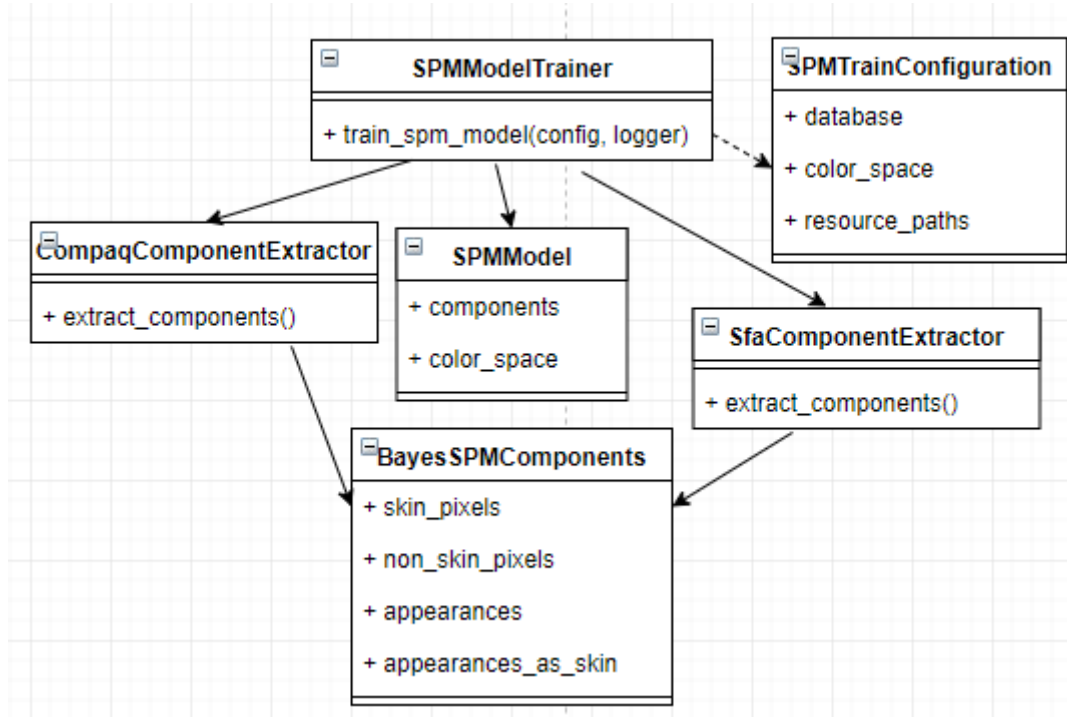 SPMModelTrainer
+ train_spm_model(config, logger)
SPMTrainConfiguration
+ database
+ color_space
+ resource_paths
CompaqComponentExtractor
+ extract_components()
SPMModel
+ components
+ color_space
SfaComponentExtractor
+ extract_components()
BayesSPMComponents
+ skin_pixels
+ non_skin_pixels
+ appearances
+ appearances_as_skin